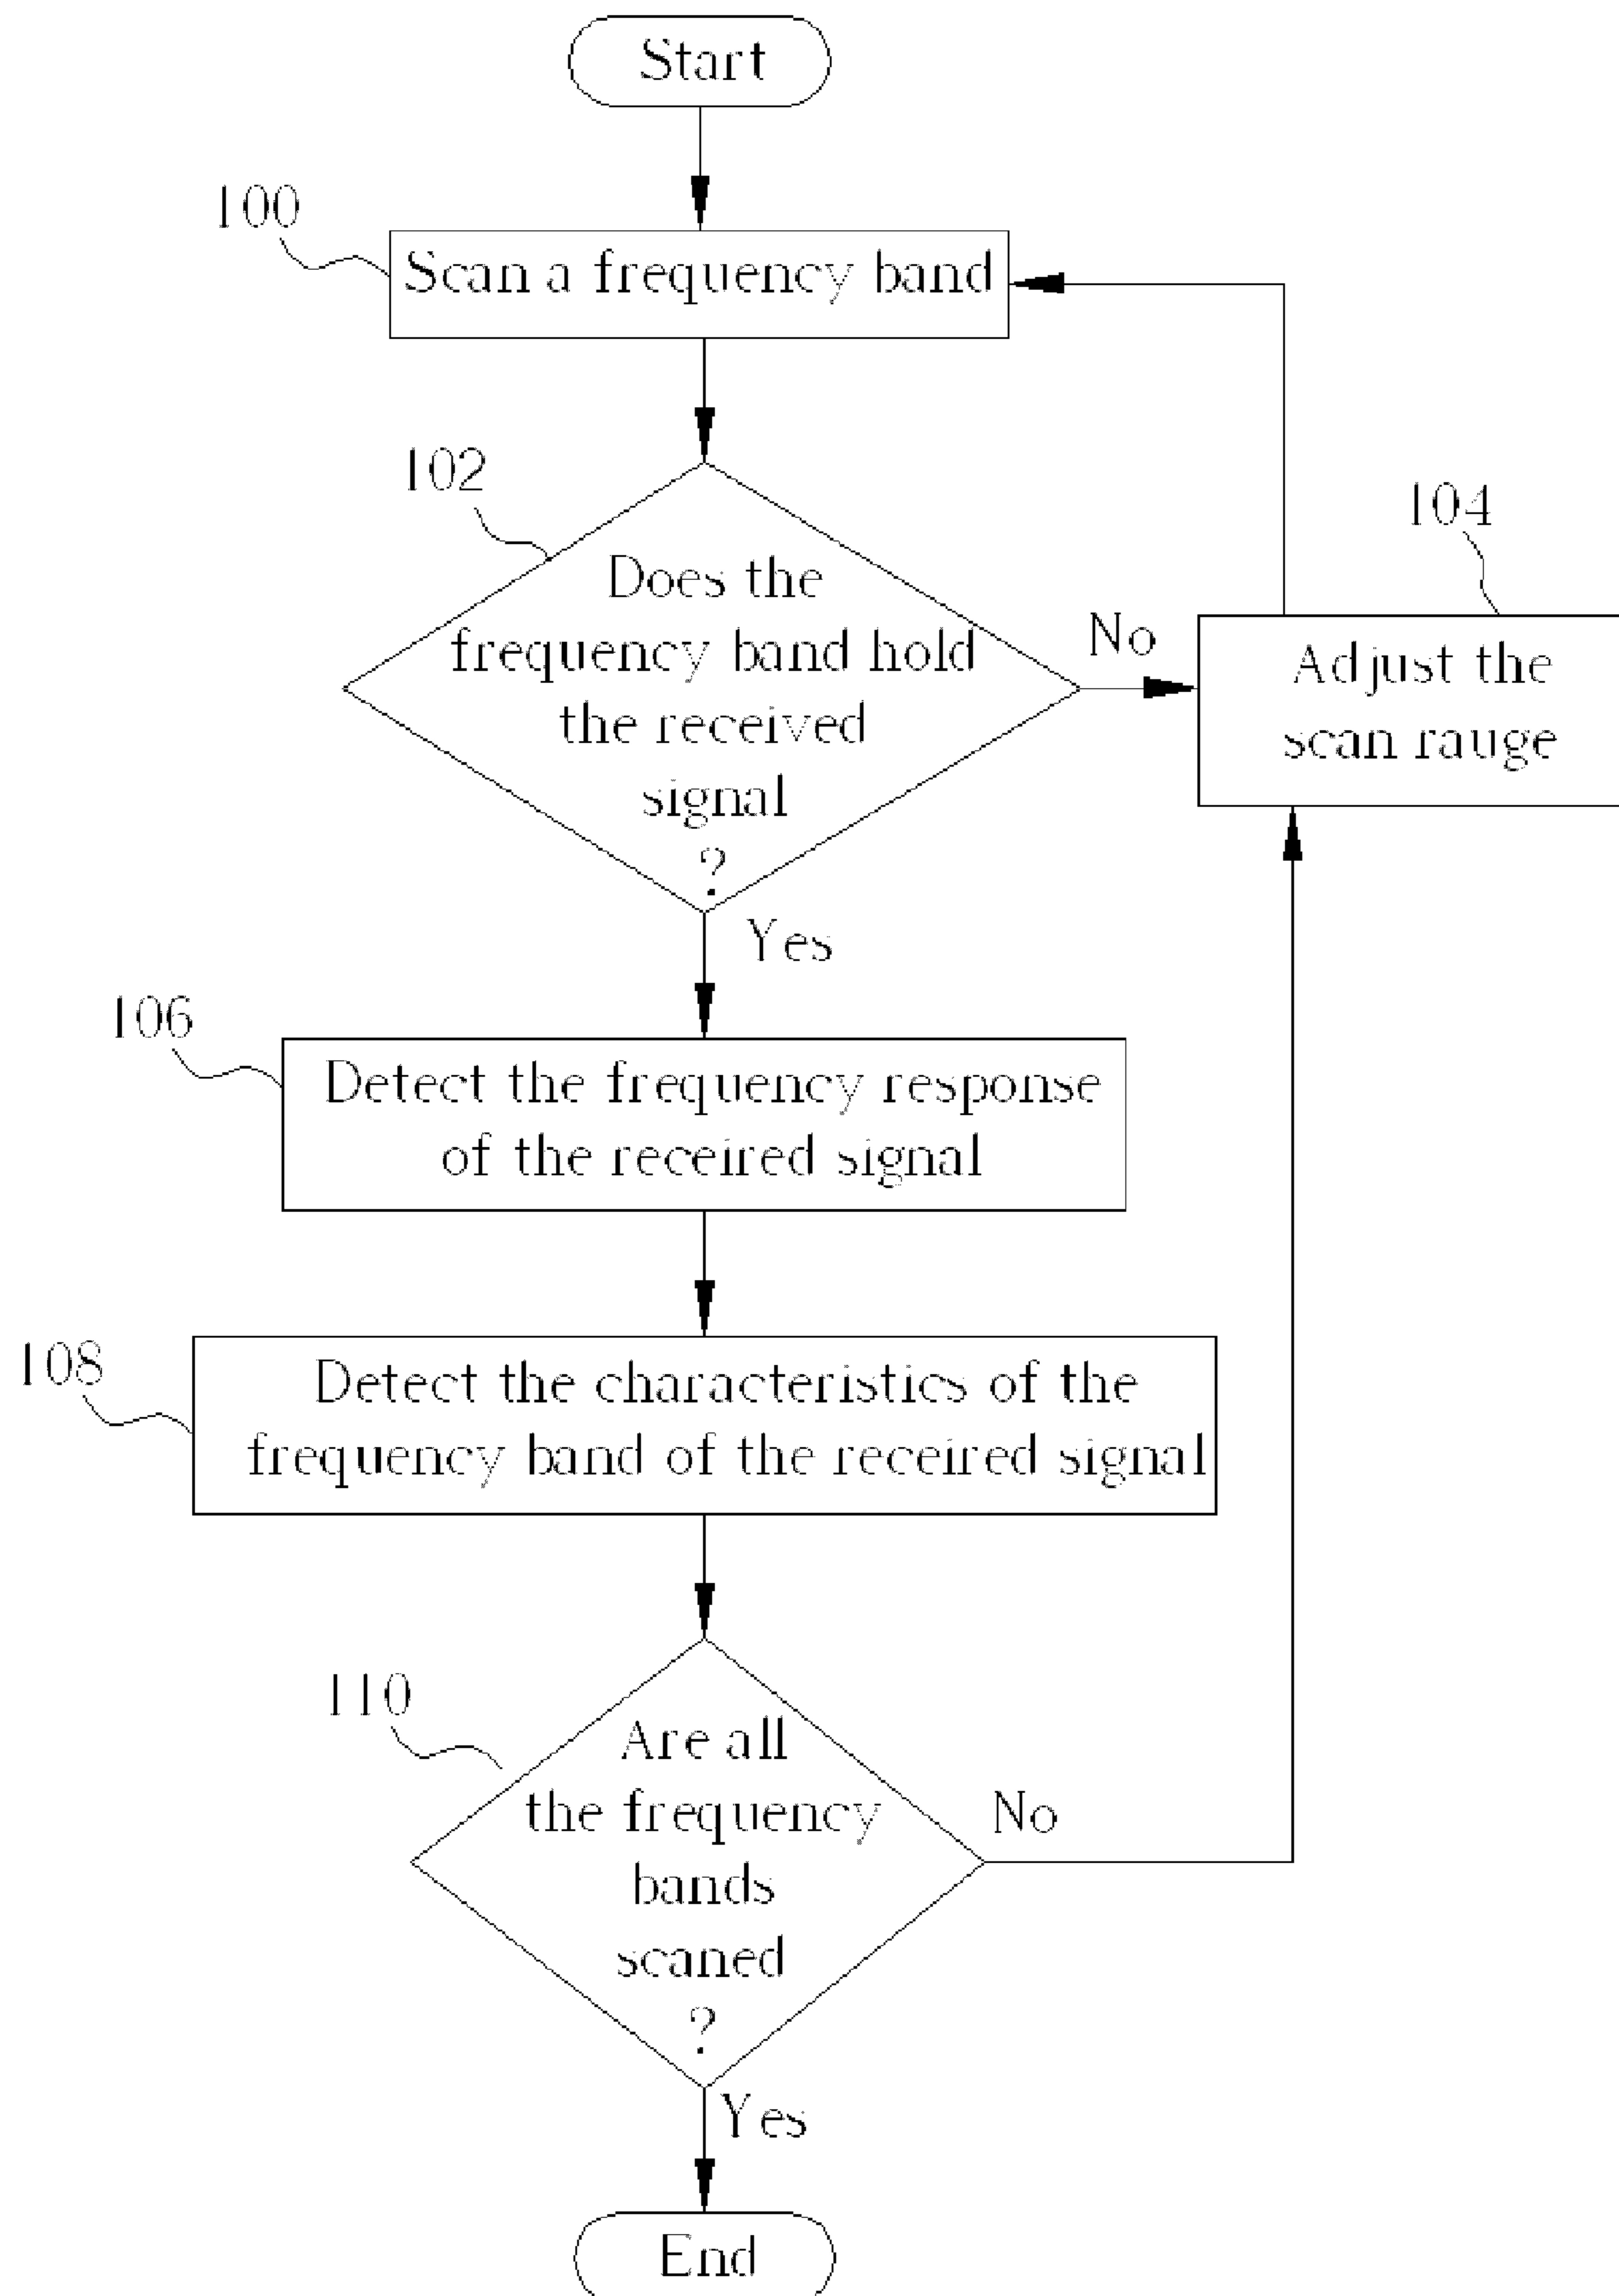 Start
100
Scan a frequency band
102
Does the
frequency band hold
the received
signal
?
No
104
Adjust the
scan rauge
Yes
106
Detect the frequency response
of the receired signal
108
Detect the characteristics of the
frequency band of the receired signal
110
Are all
the frequency
bands
scaned
?
No
Yes
End